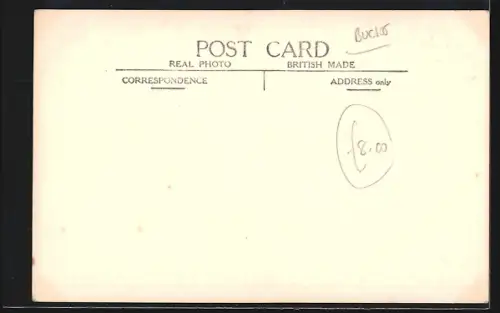 BUCKS
POST CARD
REAL PHOTO BRITISH MADE
CORRESPONDENCE ADDRESS only
£8.00